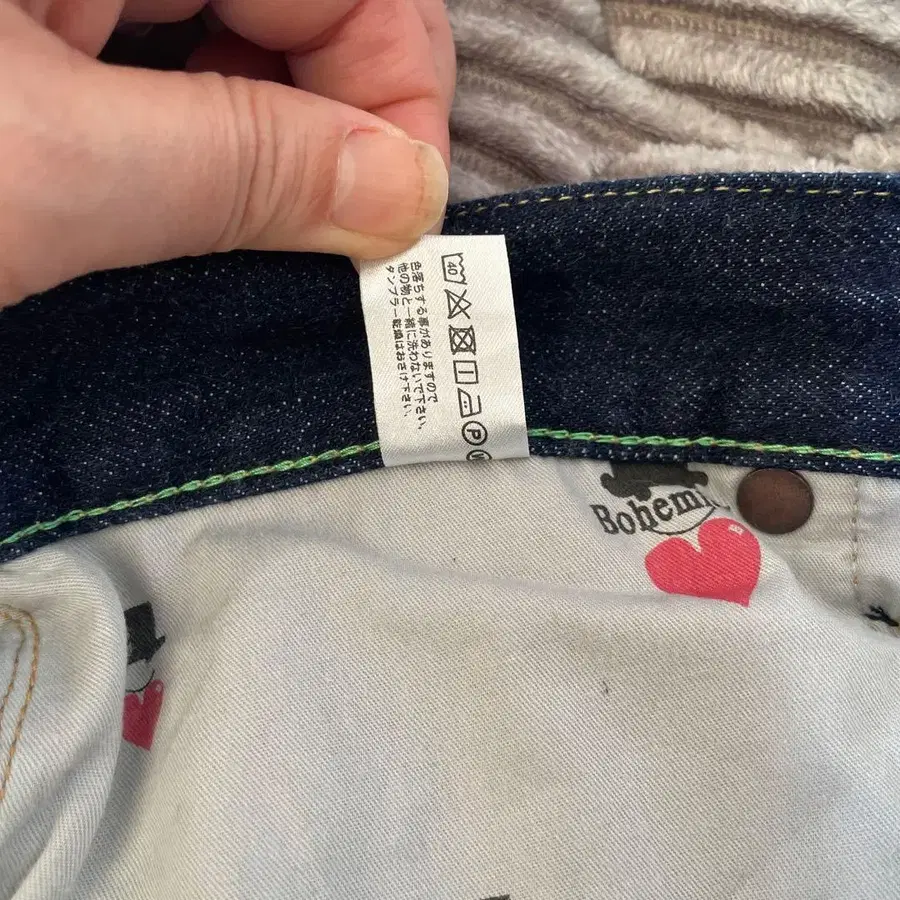 40
P
W
色落ちする事がありますので
他の物と一緒に洗わないで下さい、
タンブラー乾燥はおさけ下さい、
Bohem